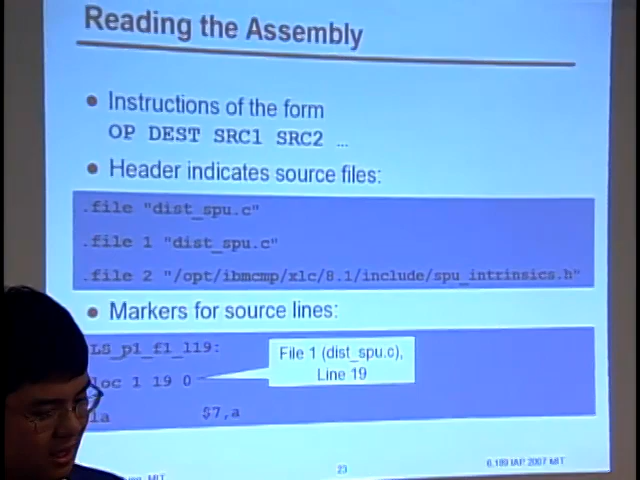 Reading the Assembly
Instructions of the form
OP DEST SRC1 SRC2 ...
Header indicates source files:
.file "dist_spu.c"
.file 1 "dist_spu.c"
.file 2 "/opt/ibmcmp/xlc/8.1/include/spu_intrinsics.h"
Markers for source lines:
LS_p1_f1_l19:
loc 1 19 0
File 1 (dist_spu.c),
Line 19
$7,a
MIT
23
6.189 IAP 2007 MIT